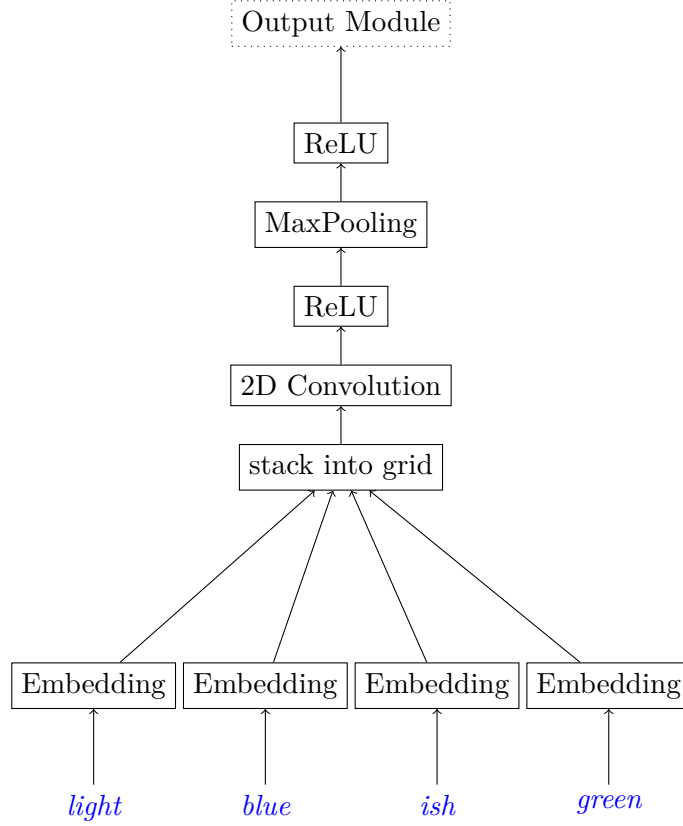 Output Module
ReLU
MaxPooling
ReLU
2D Convolution
stack into grid
Embedding Embedding Embedding Embedding
light blue ish green